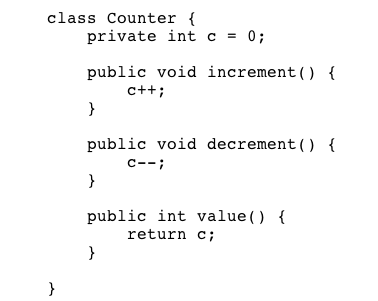 class Counter {
    private int c = 0;

    public void increment() {
        c++;
    }

    public void decrement() {
        c--;
    }

    public int value() {
        return c;
    }

}